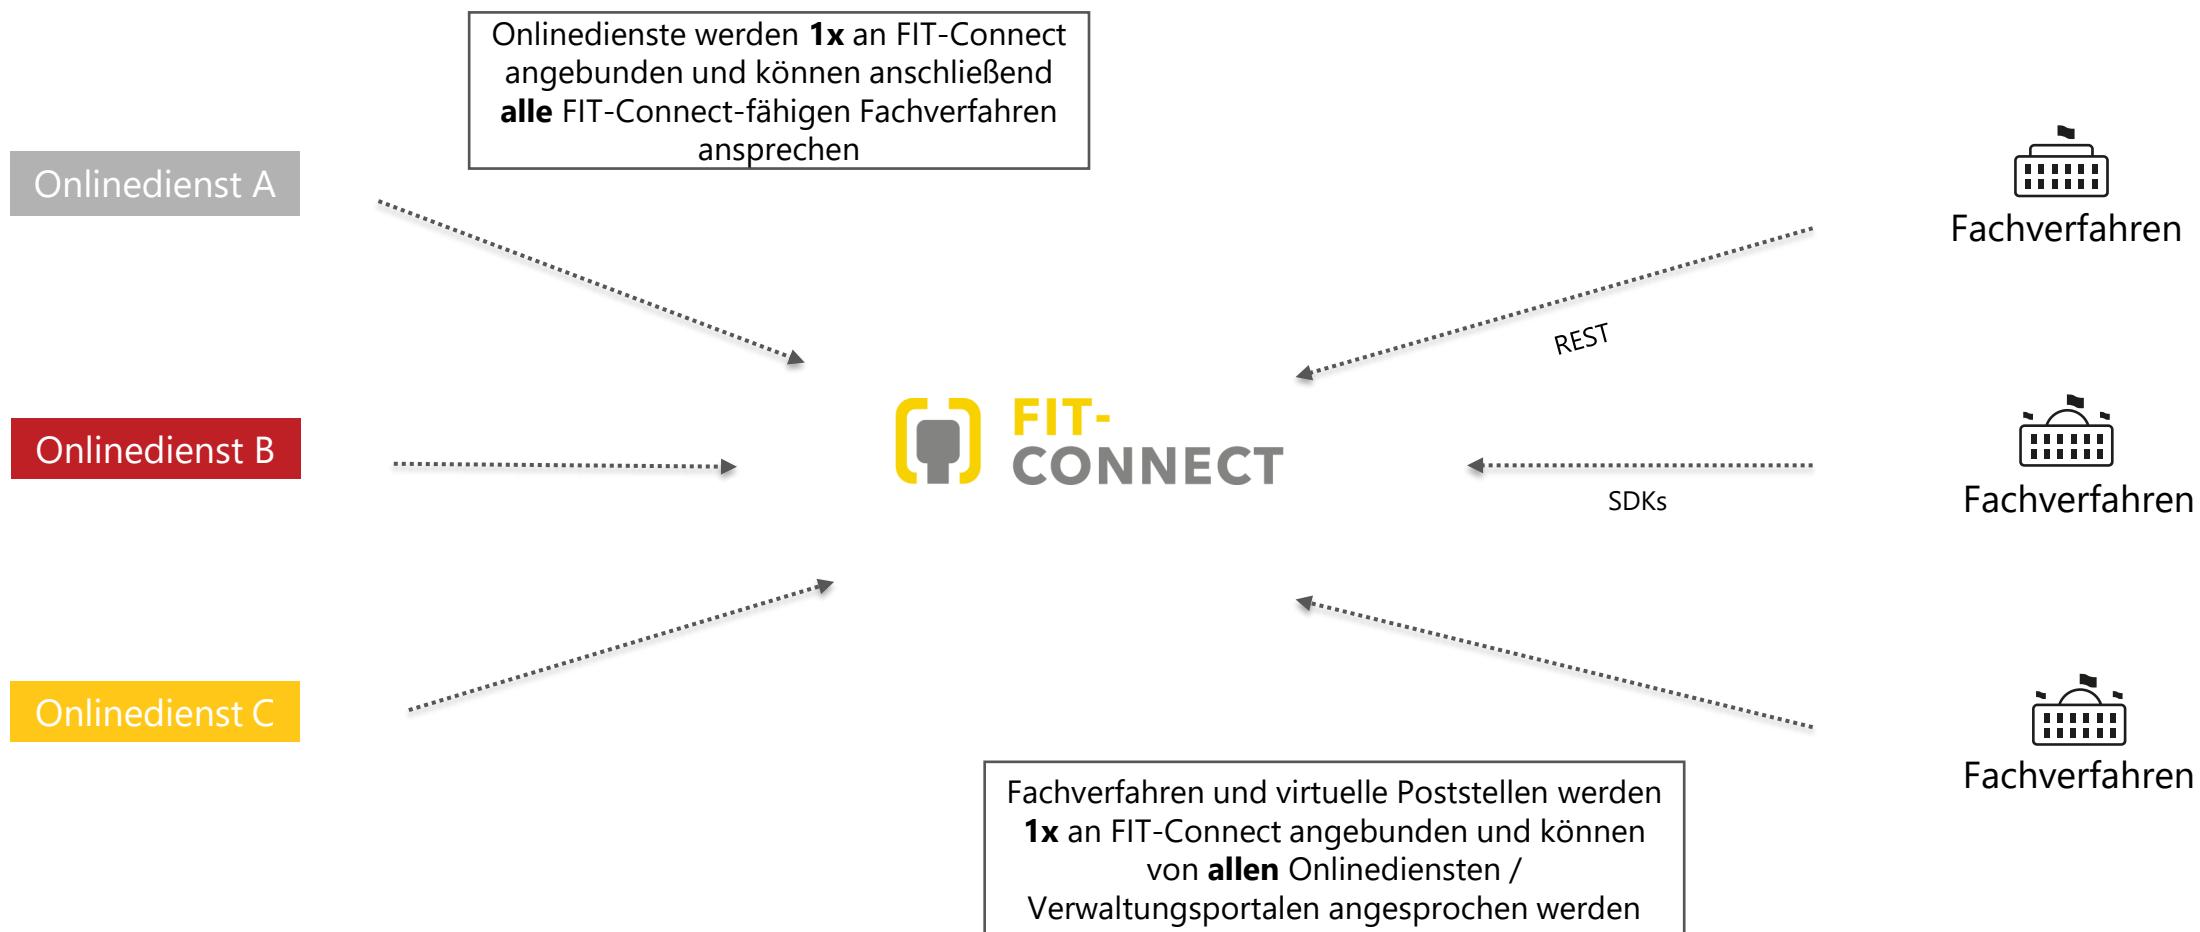 Onlinedienste werden 1x an FIT-Connect
angebunden und können anschließend
alle FIT-Connect-fähigen Fachverfahren
ansprechen
Onlinedienst A
Fachverfahren
REST
FIT-
CONNECT
Onlinedienst B
SDKs
Fachverfahren
Onlinedienst C
Fachverfahren
Fachverfahren und virtuelle Poststellen werden
1x an FIT-Connect angebunden und können
von allen Onlinediensten /
Verwaltungsportalen angesprochen werden